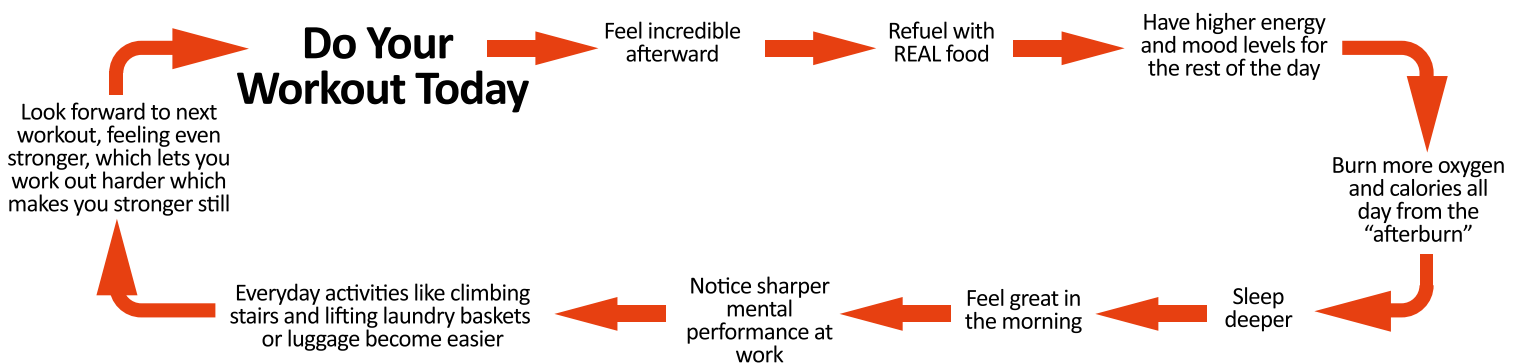 Do Your
Workout Today
Feel incredible
afterward
Refuel with
REAL food
Have higher energy
and mood levels for
the rest of the day
Burn more oxygen
and calories all
day from the
“afterburn”
Sleep
deeper
Feel great in
the morning
Notice sharper
mental
performance at
work
Everyday activities like climbing
stairs and lifting laundry baskets
or luggage become easier
Look forward to next
workout, feeling even
stronger, which lets you
work out harder which
makes you stronger still